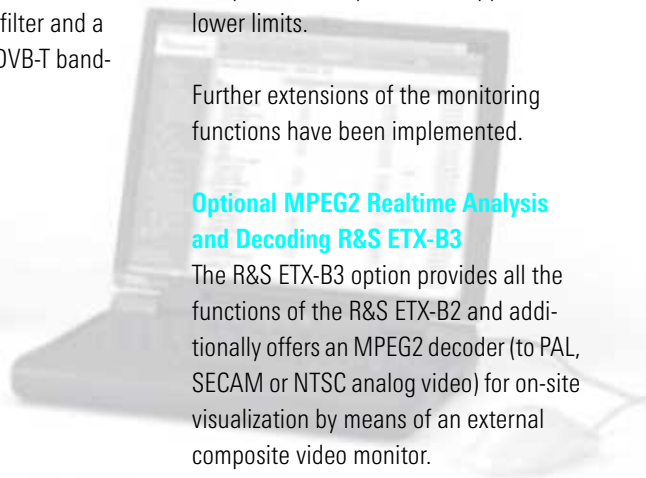 filter and a
DVB-T band-
lower limits.
Further extensions of the monitoring
functions have been implemented.
Optional MPEG2 Realtime Analysis
and Decoding R&S ETX-B3
The R&S ETX-B3 option provides all the
functions of the R&S ETX-B2 and addi-
tionally offers an MPEG2 decoder (to PAL,
SECAM or NTSC analog video) for on-site
visualization by means of an external
composite video monitor.